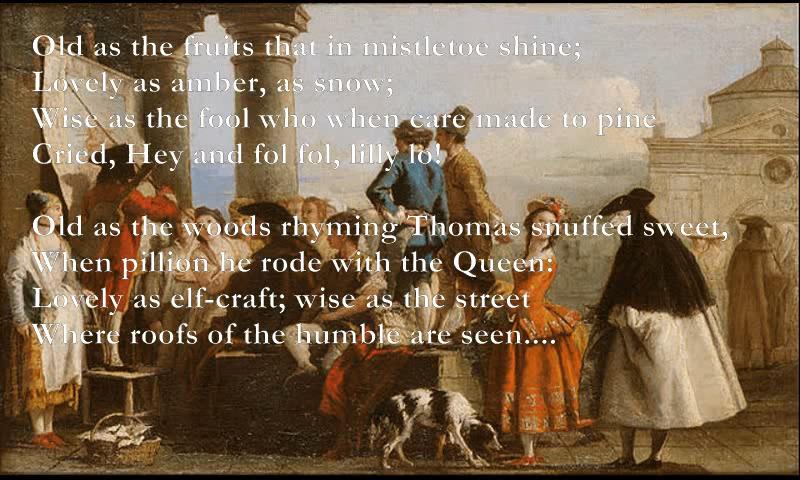 Old as the fruits that in mistletoe shine;
Lovely as amber, as snow;
Wise as the fool who when care made to pine
Cried, Hey and fol fol, lilly lo!

Old as the woods rhyming Thomas snuffed sweet,
When pillion he rode with the Queen:
Lovely as elf-craft; wise as the street
Where roofs of the humble are seen....